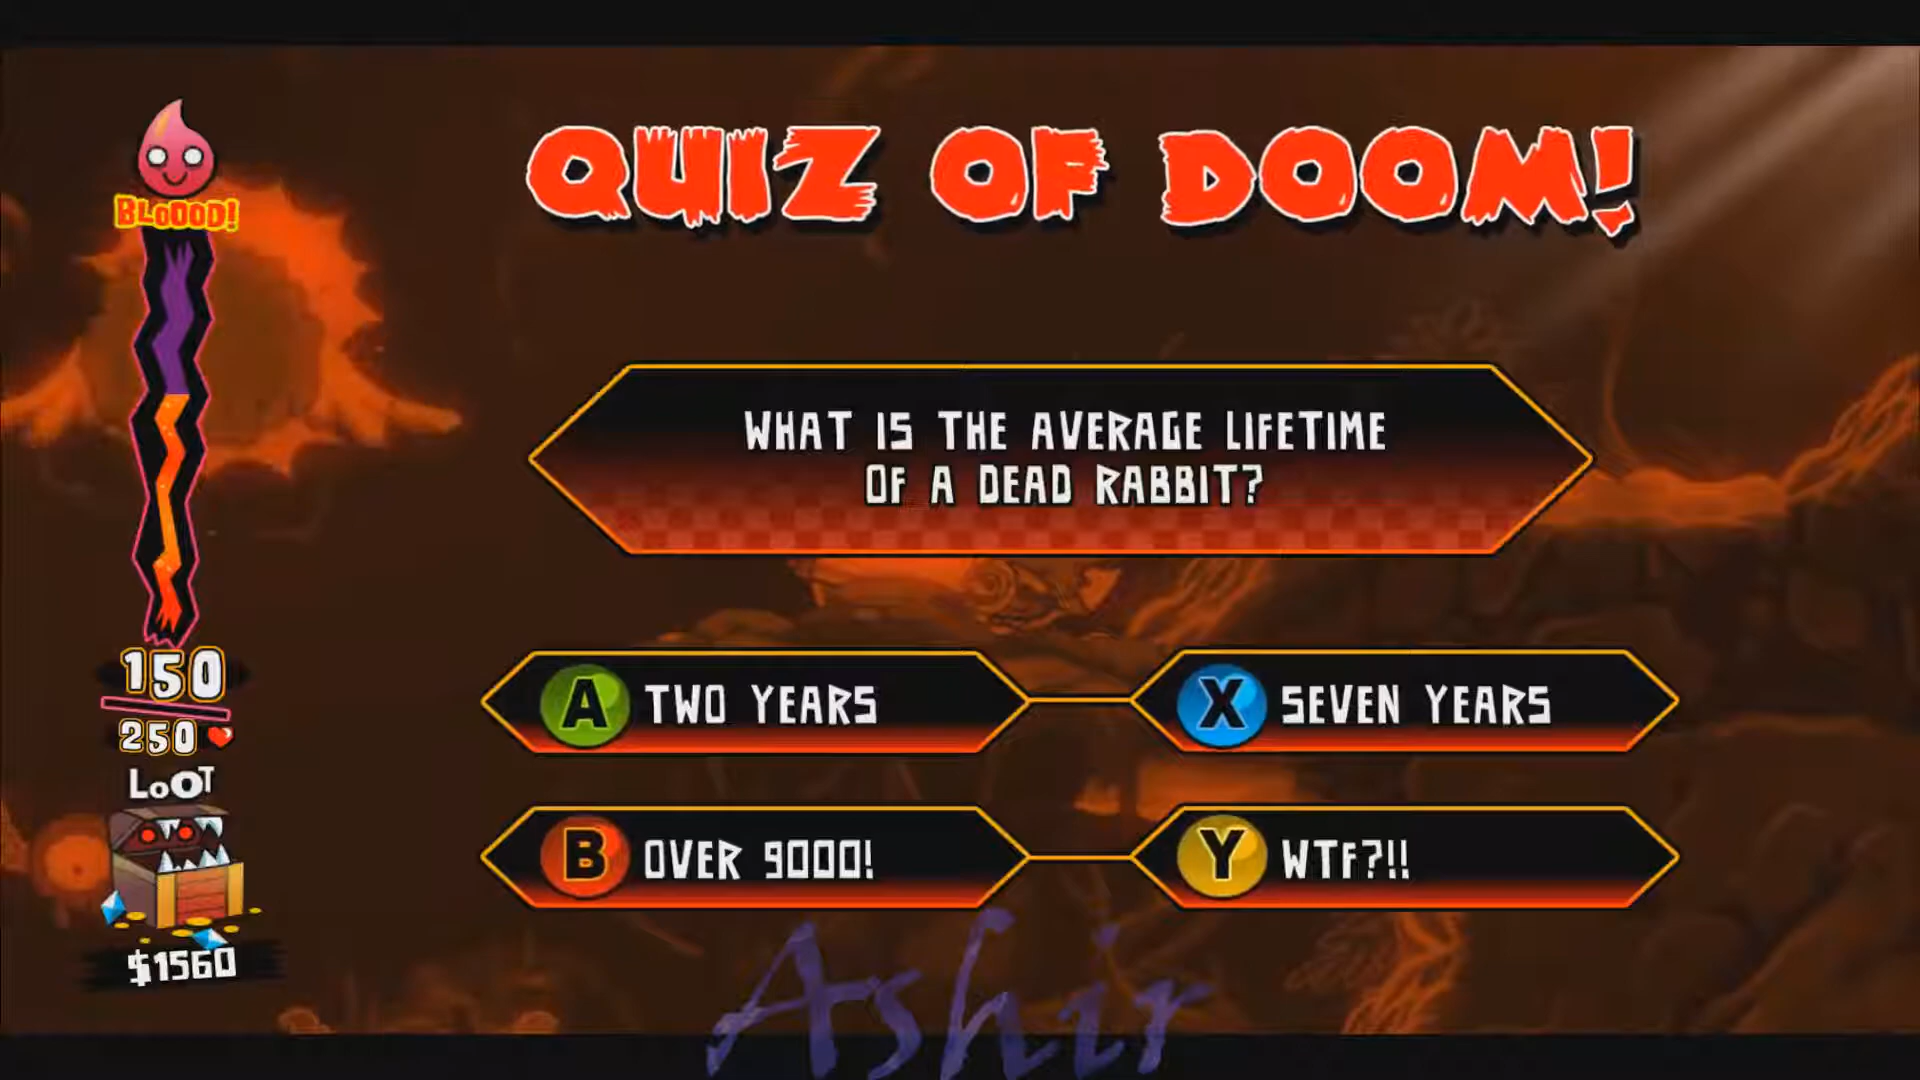 QUIZ OF DOOM!
BLOOOD!
WHAT IS THE AVERAGE LIFETIME
OF A DEAD RABBIT?
150
250
A TWO YEARS
X SEVEN YEARS
LOOT
B OVER 9000!
Y WTF?!!
$1560
Ashir